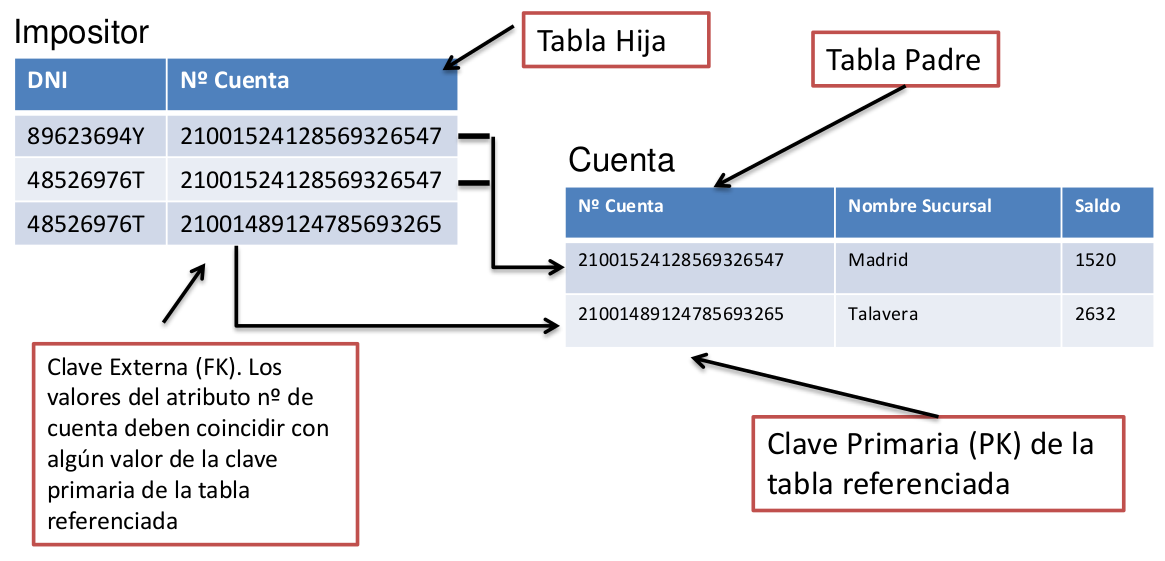 Impositor
Tabla Hija
Tabla Padre
DNI Nº Cuenta
89623694Y 21001524128569326547
48526976T 21001524128569326547
48526976T 21001489124785693265
Cuenta
Nº Cuenta Nombre Sucursal Saldo
21001524128569326547 Madrid 1520
21001489124785693265 Talavera 2632
Clave Externa (FK). Los
valores del atributo nº de
cuenta deben coincidir con
algún valor de la clave
primaria de la tabla
referenciada
Clave Primaria (PK) de la
tabla referenciada